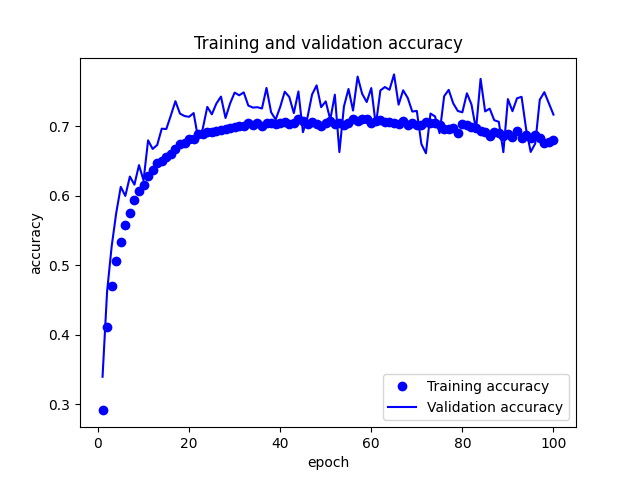 Training and validation accuracy
accuracy
0.7
0.6
0.5
0.4
0.3
Training accuracy
Validation accuracy
0
20
40
60
80
100
epoch